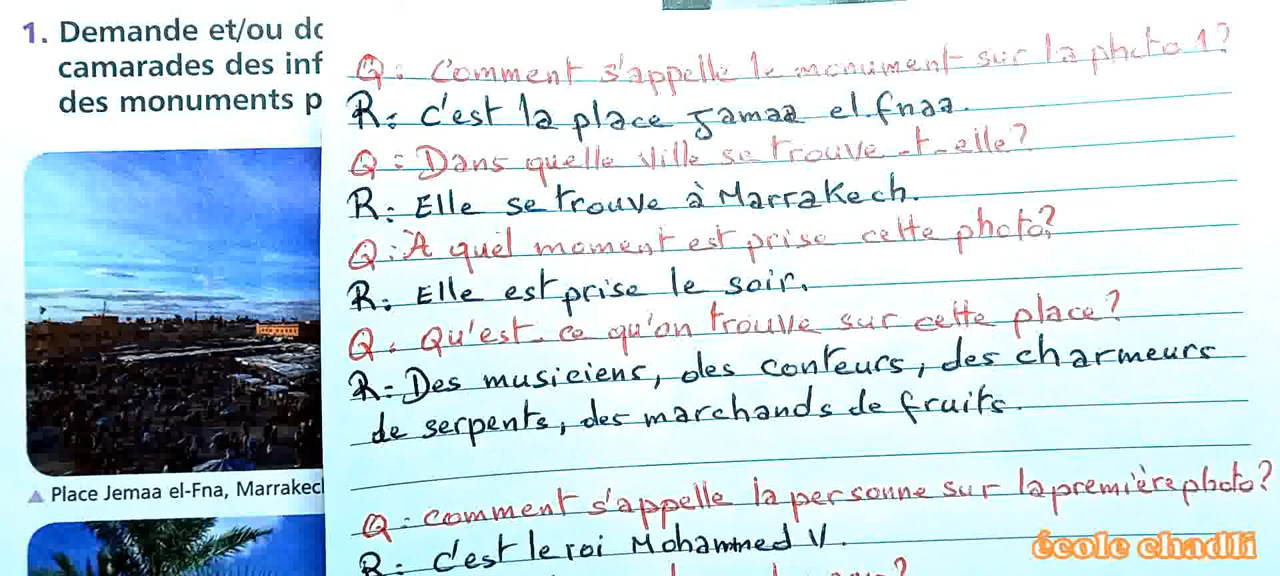 1. Demande et/ou do
camarades des inf
des monuments p
Q: Comment s'appelle le monument sur la photo 1?
R: c'est la place Jamaa el.fnaa.
Q: Dans quelle ville se trouve-t-elle?
R: Elle se trouve à Marrakech.
Q: À quel moment est prise cette photo?
R: Elle est prise le soir.
Q: Qu'est-ce qu'on trouve sur cette place?
R: Des musiciens, des conteurs, des charmeurs
de serpents, des marchands de fruits.
Place Jemaa el-Fna, Marrakec
Q: comment s'appelle la personne sur la première photo?
R: c'est le roi Mohammed V.
école chadli